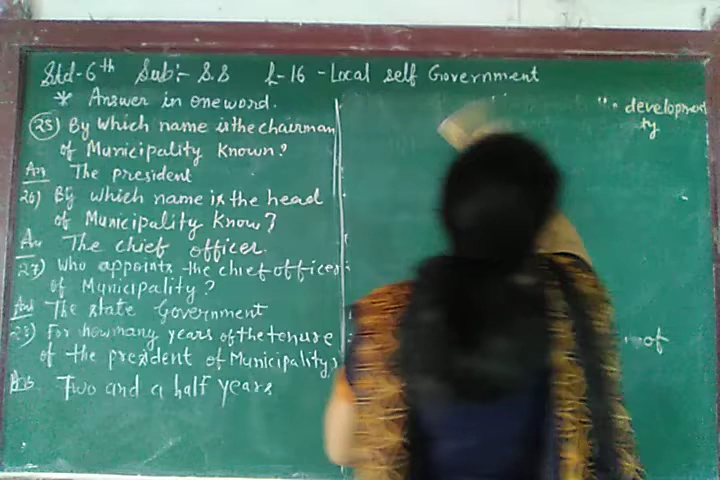 Std-6th Sub:- S.S L-16 - Local self Government
* Answer in one word.
25) By which name is the chairman
of Municipality known?
Ans The president
26) By which name is the head
of Municipality Know?
An The chief officer.
27) who appoints the chief officer
of Municipality?
Ans The state Government
28) For how many years of the tenure
of the president of Municipality,
Ans Two and a half years
development
ty
of